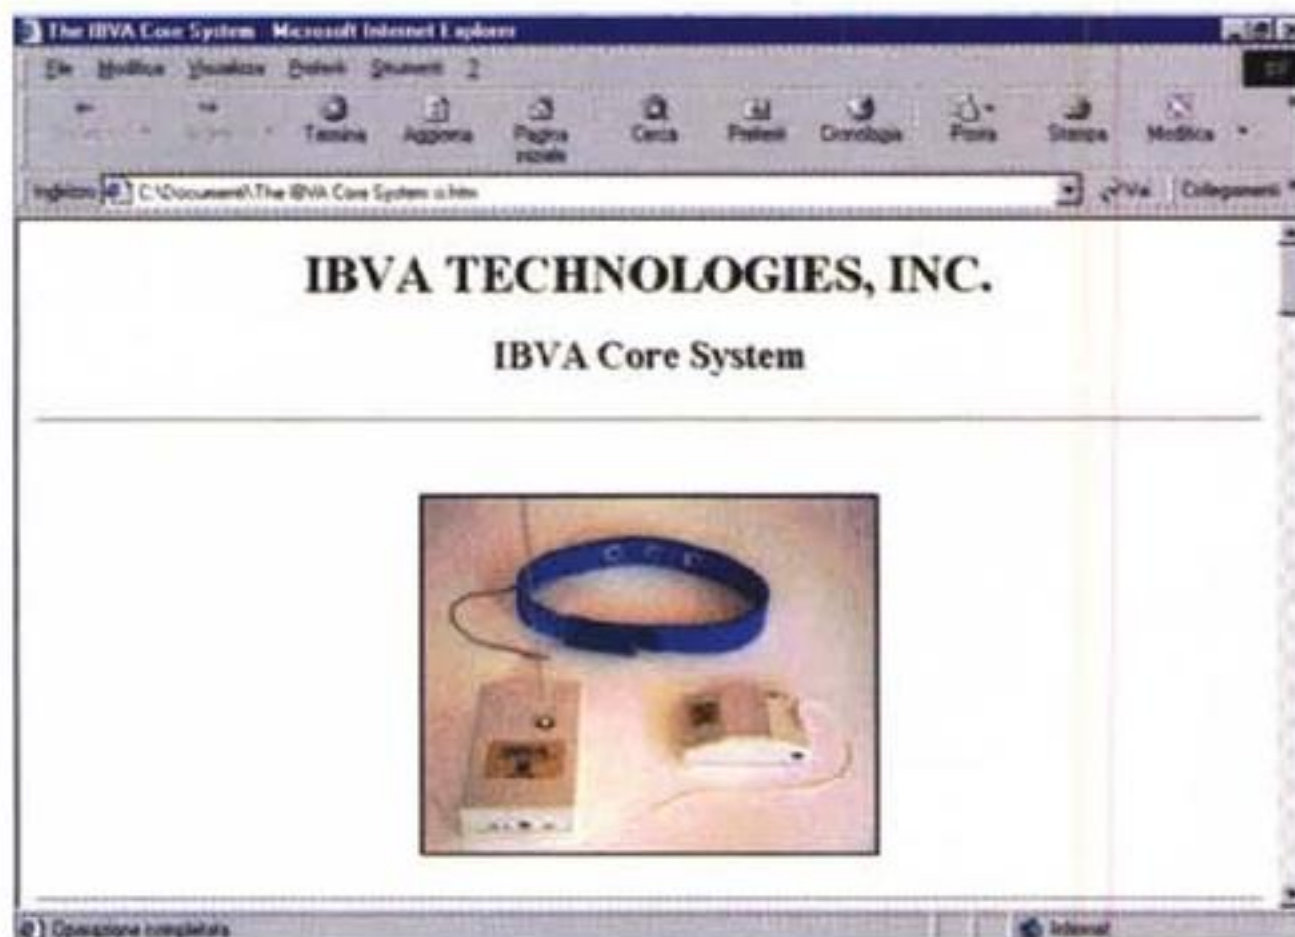 The IBVA Core System Microsoft Internet Explorer
File Modifica Visualizza Preferiti Strumenti ?
Termina Aggiorna Pagina iniziale Cerca Preferiti Cronologia Posta Stampa Modifica
Indirizzo C:\Documenti\The IBVA Core System o.htm Vai Collegamenti
IBVA TECHNOLOGIES, INC.
IBVA Core System
Operazione completata Internet